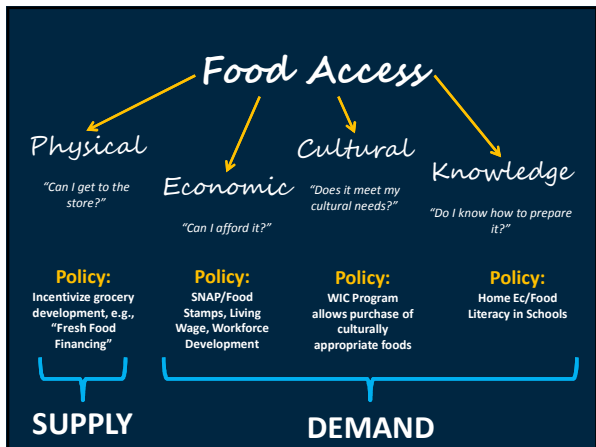 Food Access
Physical
"Can I get to the
store?"
Economic
"Can I afford it?"
Cultural
"Does it meet my
cultural needs?"
Knowledge
"Do I know how to prepare
it?"
Policy:
Incentivize grocery
development, e.g.,
"Fresh Food
Financing"
Policy:
SNAP/Food
Stamps, Living
Wage, Workforce
Development
Policy:
WIC Program
allows purchase of
culturally
appropriate foods
Policy:
Home Ec/Food
Literacy in Schools
SUPPLY
DEMAND